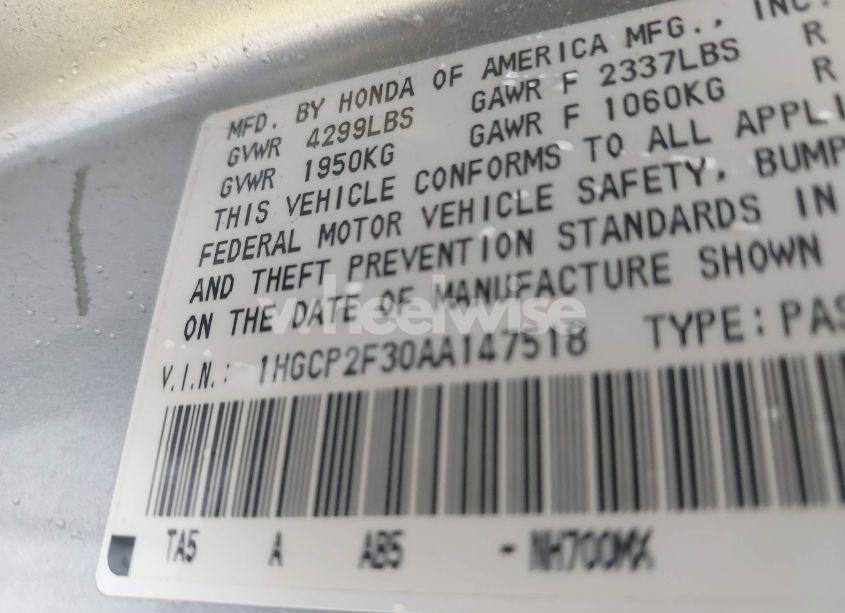 MFD. BY HONDA OF AMERICA MFG., INC.
GVWR 4299LBS GAWR F 2337LBS R
GVWR 1950KG GAWR F 1060KG R
THIS VEHICLE CONFORMS TO ALL APPLI
FEDERAL MOTOR VEHICLE SAFETY, BUMP
AND THEFT PREVENTION STANDARDS IN
ON THE DATE OF MANUFACTURE SHOWN
wheelwise
V.I.N.: 1HGCP2F30AA147518 TYPE: PAS
TA5 A AB5 - NH700MX